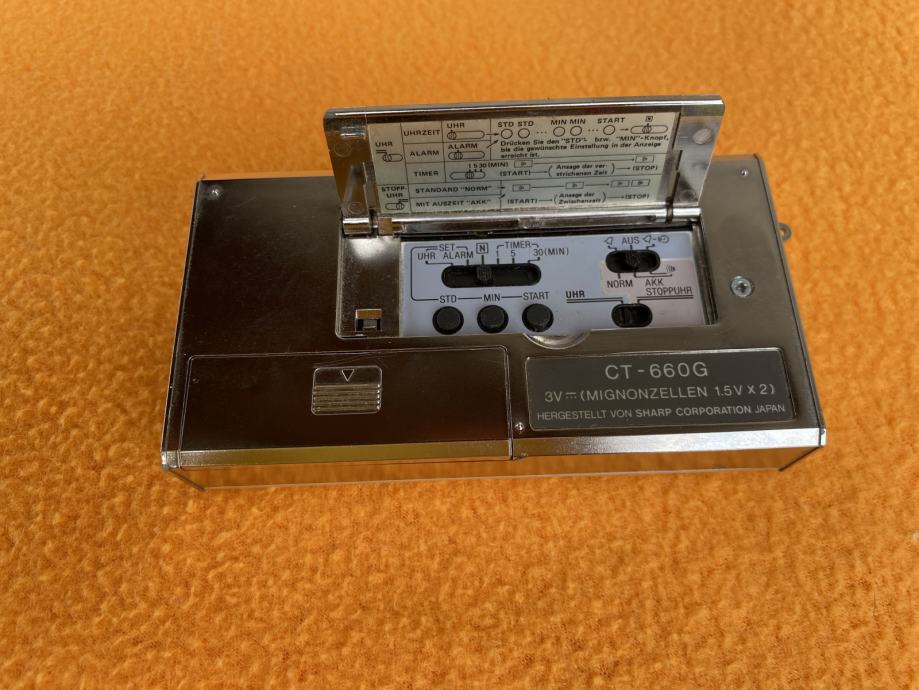 UHR
UHRZEIT UHR STD STD ... MIN MIN ... START
Drücken Sie den "STD"- bzw. "MIN"-Knopf,
ALARM ALARM bis die gewünschte Einstellung in der Anzeige
erreicht ist.
TIMER 1 5 30 (MIN) (START) (Ansage der ver-
strichenen Zeit) (STOP)
STOPP-
UHR
STANDARD "NORM"
MIT AUSZEIT "AKK" (START) (Ansage der
Zwischenzeit) (STOP)
SET N TIMER
UHR ALARM 1 5 30 (MIN)
STD MIN START
AUS
NORM AKK
UHR STOPPUHR
CT-660G
3V (MIGNONZELLEN 1.5V X 2)
HERGESTELLT VON SHARP CORPORATION JAPAN